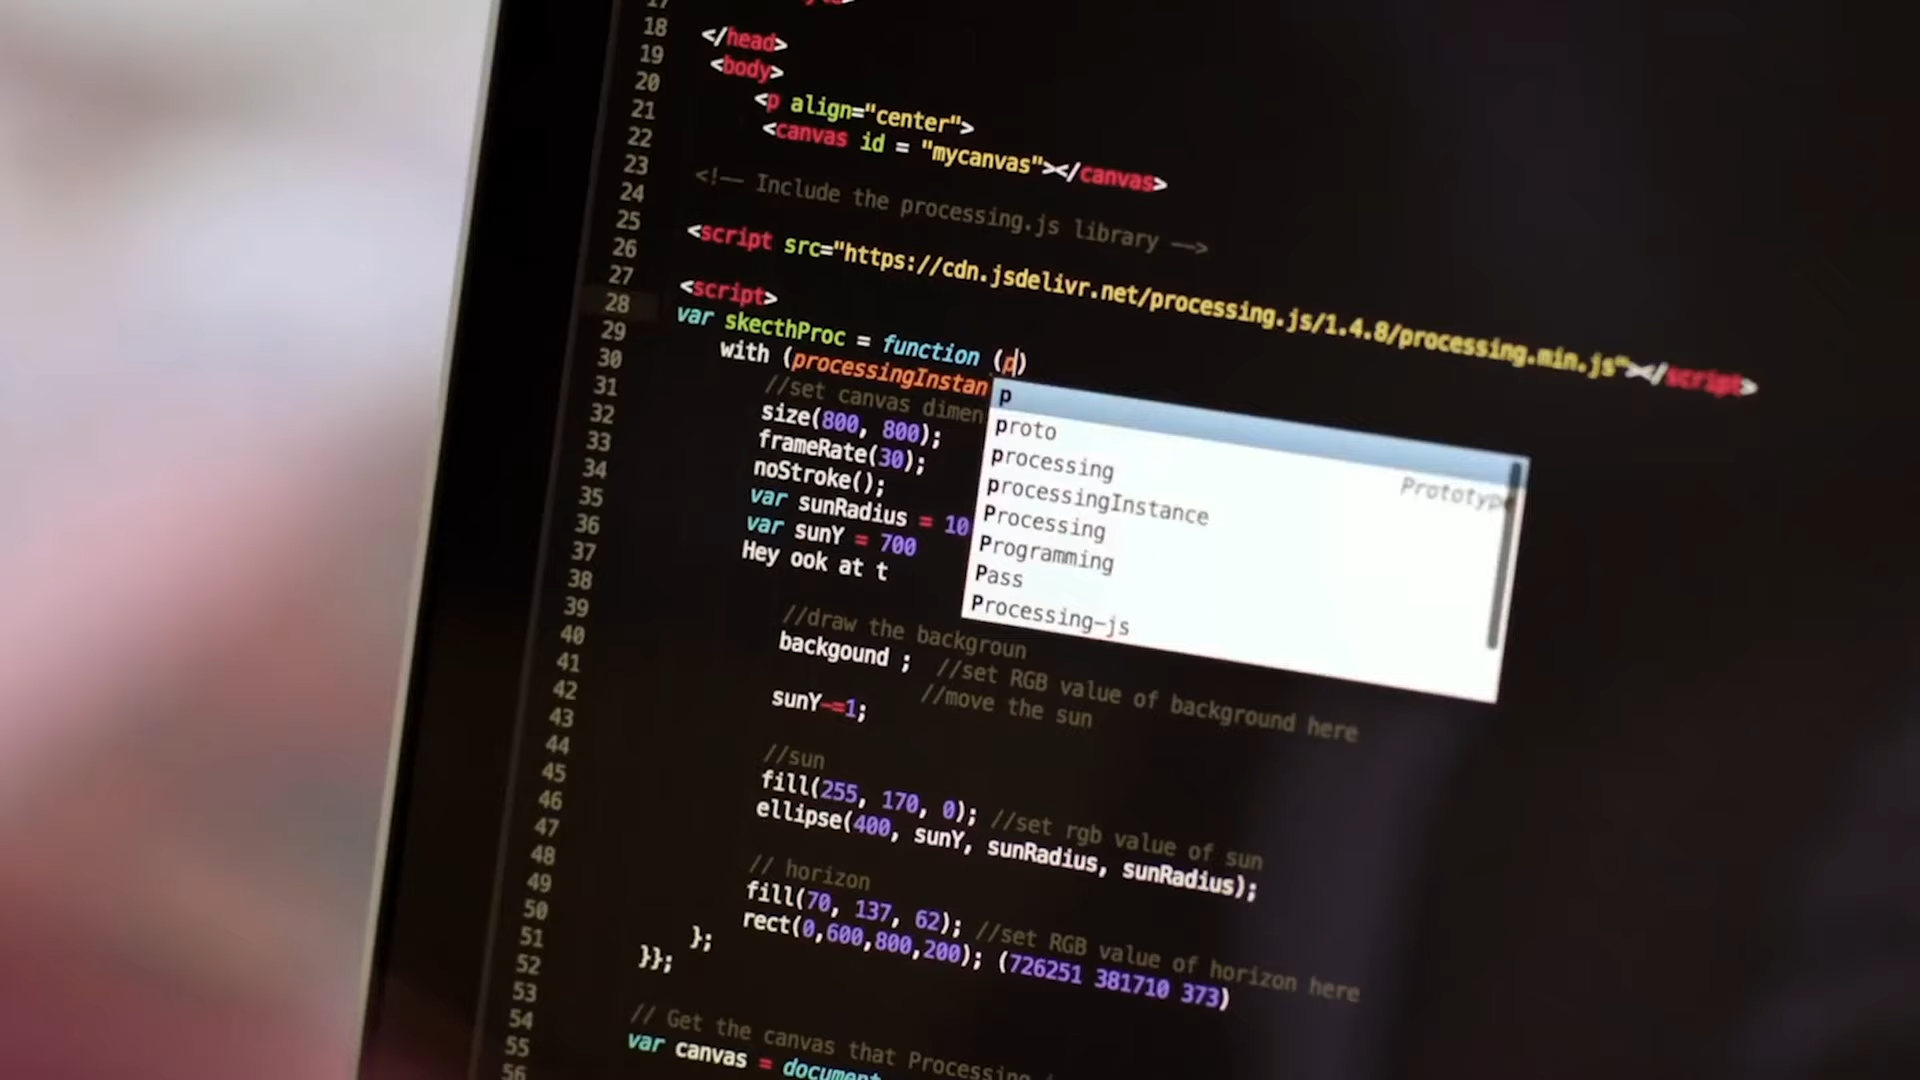 17
18 </head>
19 <body>
20
21 <p align="center">
22 <canvas id = "mycanvas"></canvas>
23
24 <!-- Include the processing.js library -->
25
26 <script src="https://cdn.jsdelivr.net/processing.js/1.4.8/processing.min.js"></script>
27
28 <script>
29 var skecthProc = function (p)
30 with (processingInstan
31 //set canvas dimen
32 size(800, 800);
33 frameRate(30);
34 noStroke();
35 var sunRadius = 10
36 var sunY = 700
37 Hey ook at t
38
39 //draw the backgroun
40 backgound ; //set RGB value of background here
41 //move the sun
42 sunY-=1;
43
44 //sun
45 fill(255, 170, 0); //set rgb value of sun
46 ellipse(400, sunY, sunRadius, sunRadius);
47
48 // horizon
49 fill(70, 137, 62); //set RGB value of horizon here
50 rect(0,600,800,200); (726251 381710 373)
51 };
52 }};
53
54 // Get the canvas that Processing
55 var canvas = document
56
p
proto Prototype
processing
processingInstance
Processing
Programming
Pass
Processing-js